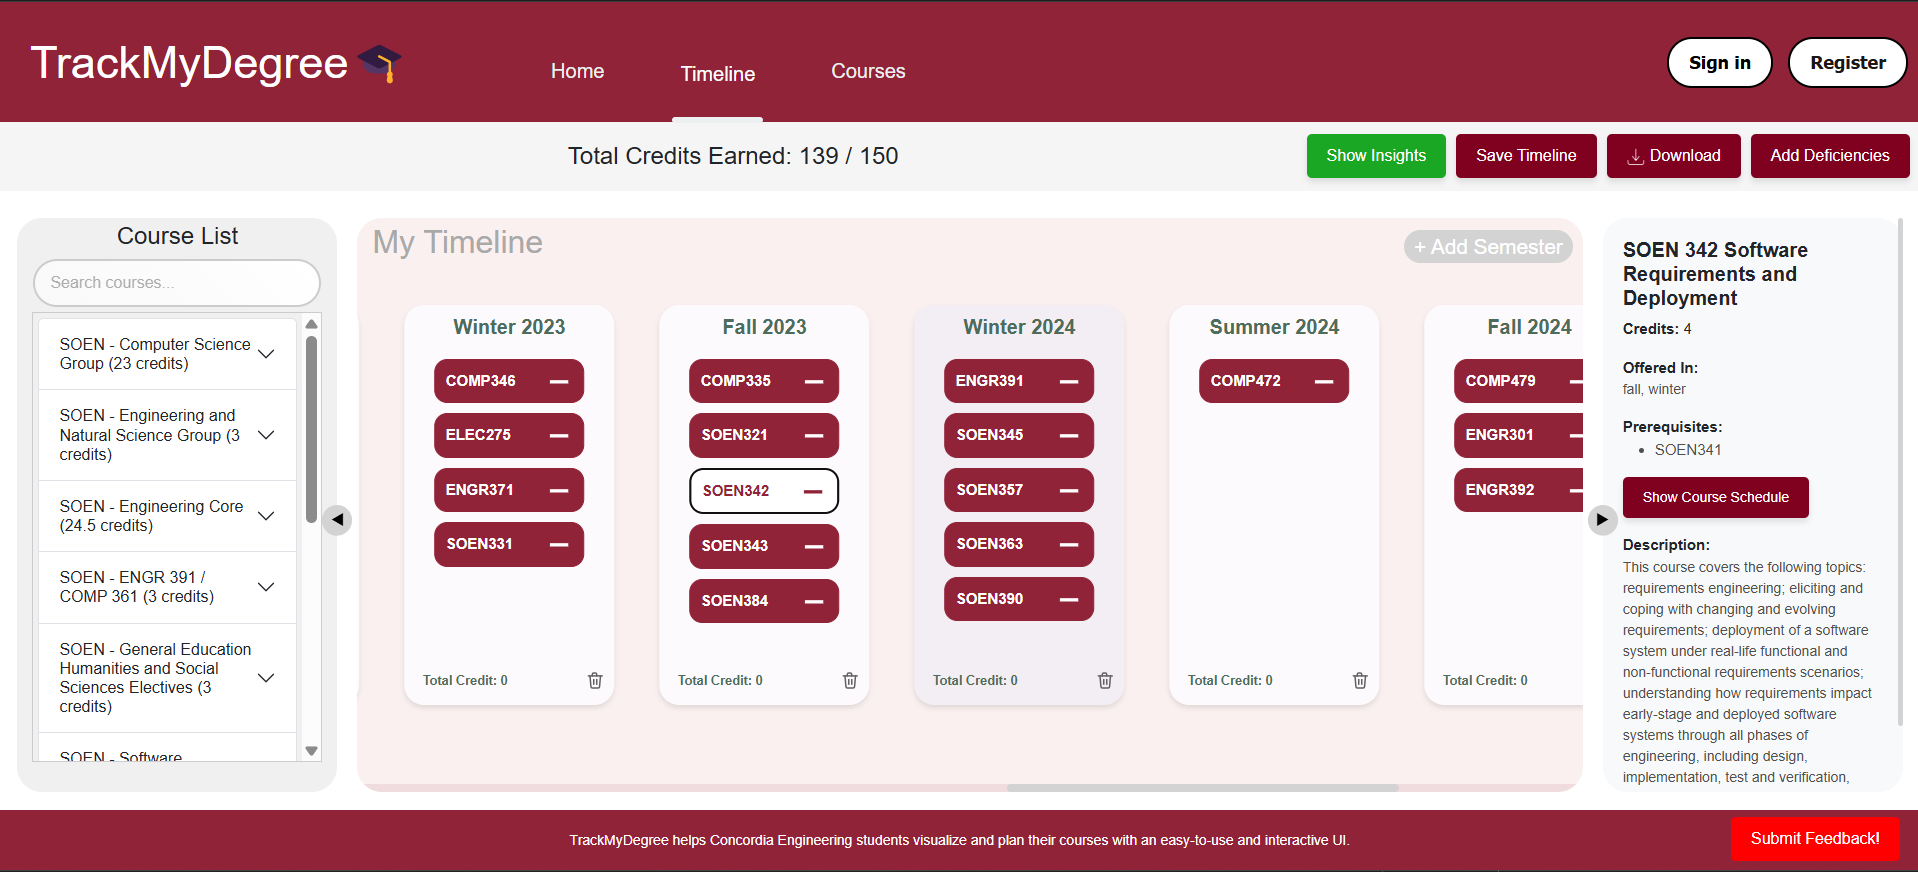 TrackMyDegree
Home
Timeline
Courses
Sign in
Register
Total Credits Earned: 139 / 150
Show Insights
Save Timeline
Download
Add Deficiencies
Course List
Search courses...
SOEN - Computer Science
Group (23 credits)
SOEN - Engineering and
Natural Science Group (3
credits)
SOEN - Engineering Core
(24.5 credits)
SOEN - ENGR 391 /
COMP 361 (3 credits)
SOEN - General Education
Humanities and Social
Sciences Electives (3
credits)
SOEN - Software
My Timeline
+ Add Semester
Winter 2023
COMP346
ELEC275
ENGR371
SOEN331
Total Credit: 0
Fall 2023
COMP335
SOEN321
SOEN342
SOEN343
SOEN384
Total Credit: 0
Winter 2024
ENGR391
SOEN345
SOEN357
SOEN363
SOEN390
Total Credit: 0
Summer 2024
COMP472
Total Credit: 0
Fall 2024
COMP479
ENGR301
ENGR392
Total Credit: 0
SOEN 342 Software
Requirements and
Deployment
Credits: 4
Offered In:
fall, winter
Prerequisites:
• SOEN341
Show Course Schedule
Description:
This course covers the following topics:
requirements engineering; eliciting and
coping with changing and evolving
requirements; deployment of a software
system under real-life functional and
non-functional requirements scenarios;
understanding how requirements impact
early-stage and deployed software
systems through all phases of
engineering, including design,
implementation, test and verification,
TrackMyDegree helps Concordia Engineering students visualize and plan their courses with an easy-to-use and interactive UI.
Submit Feedback!